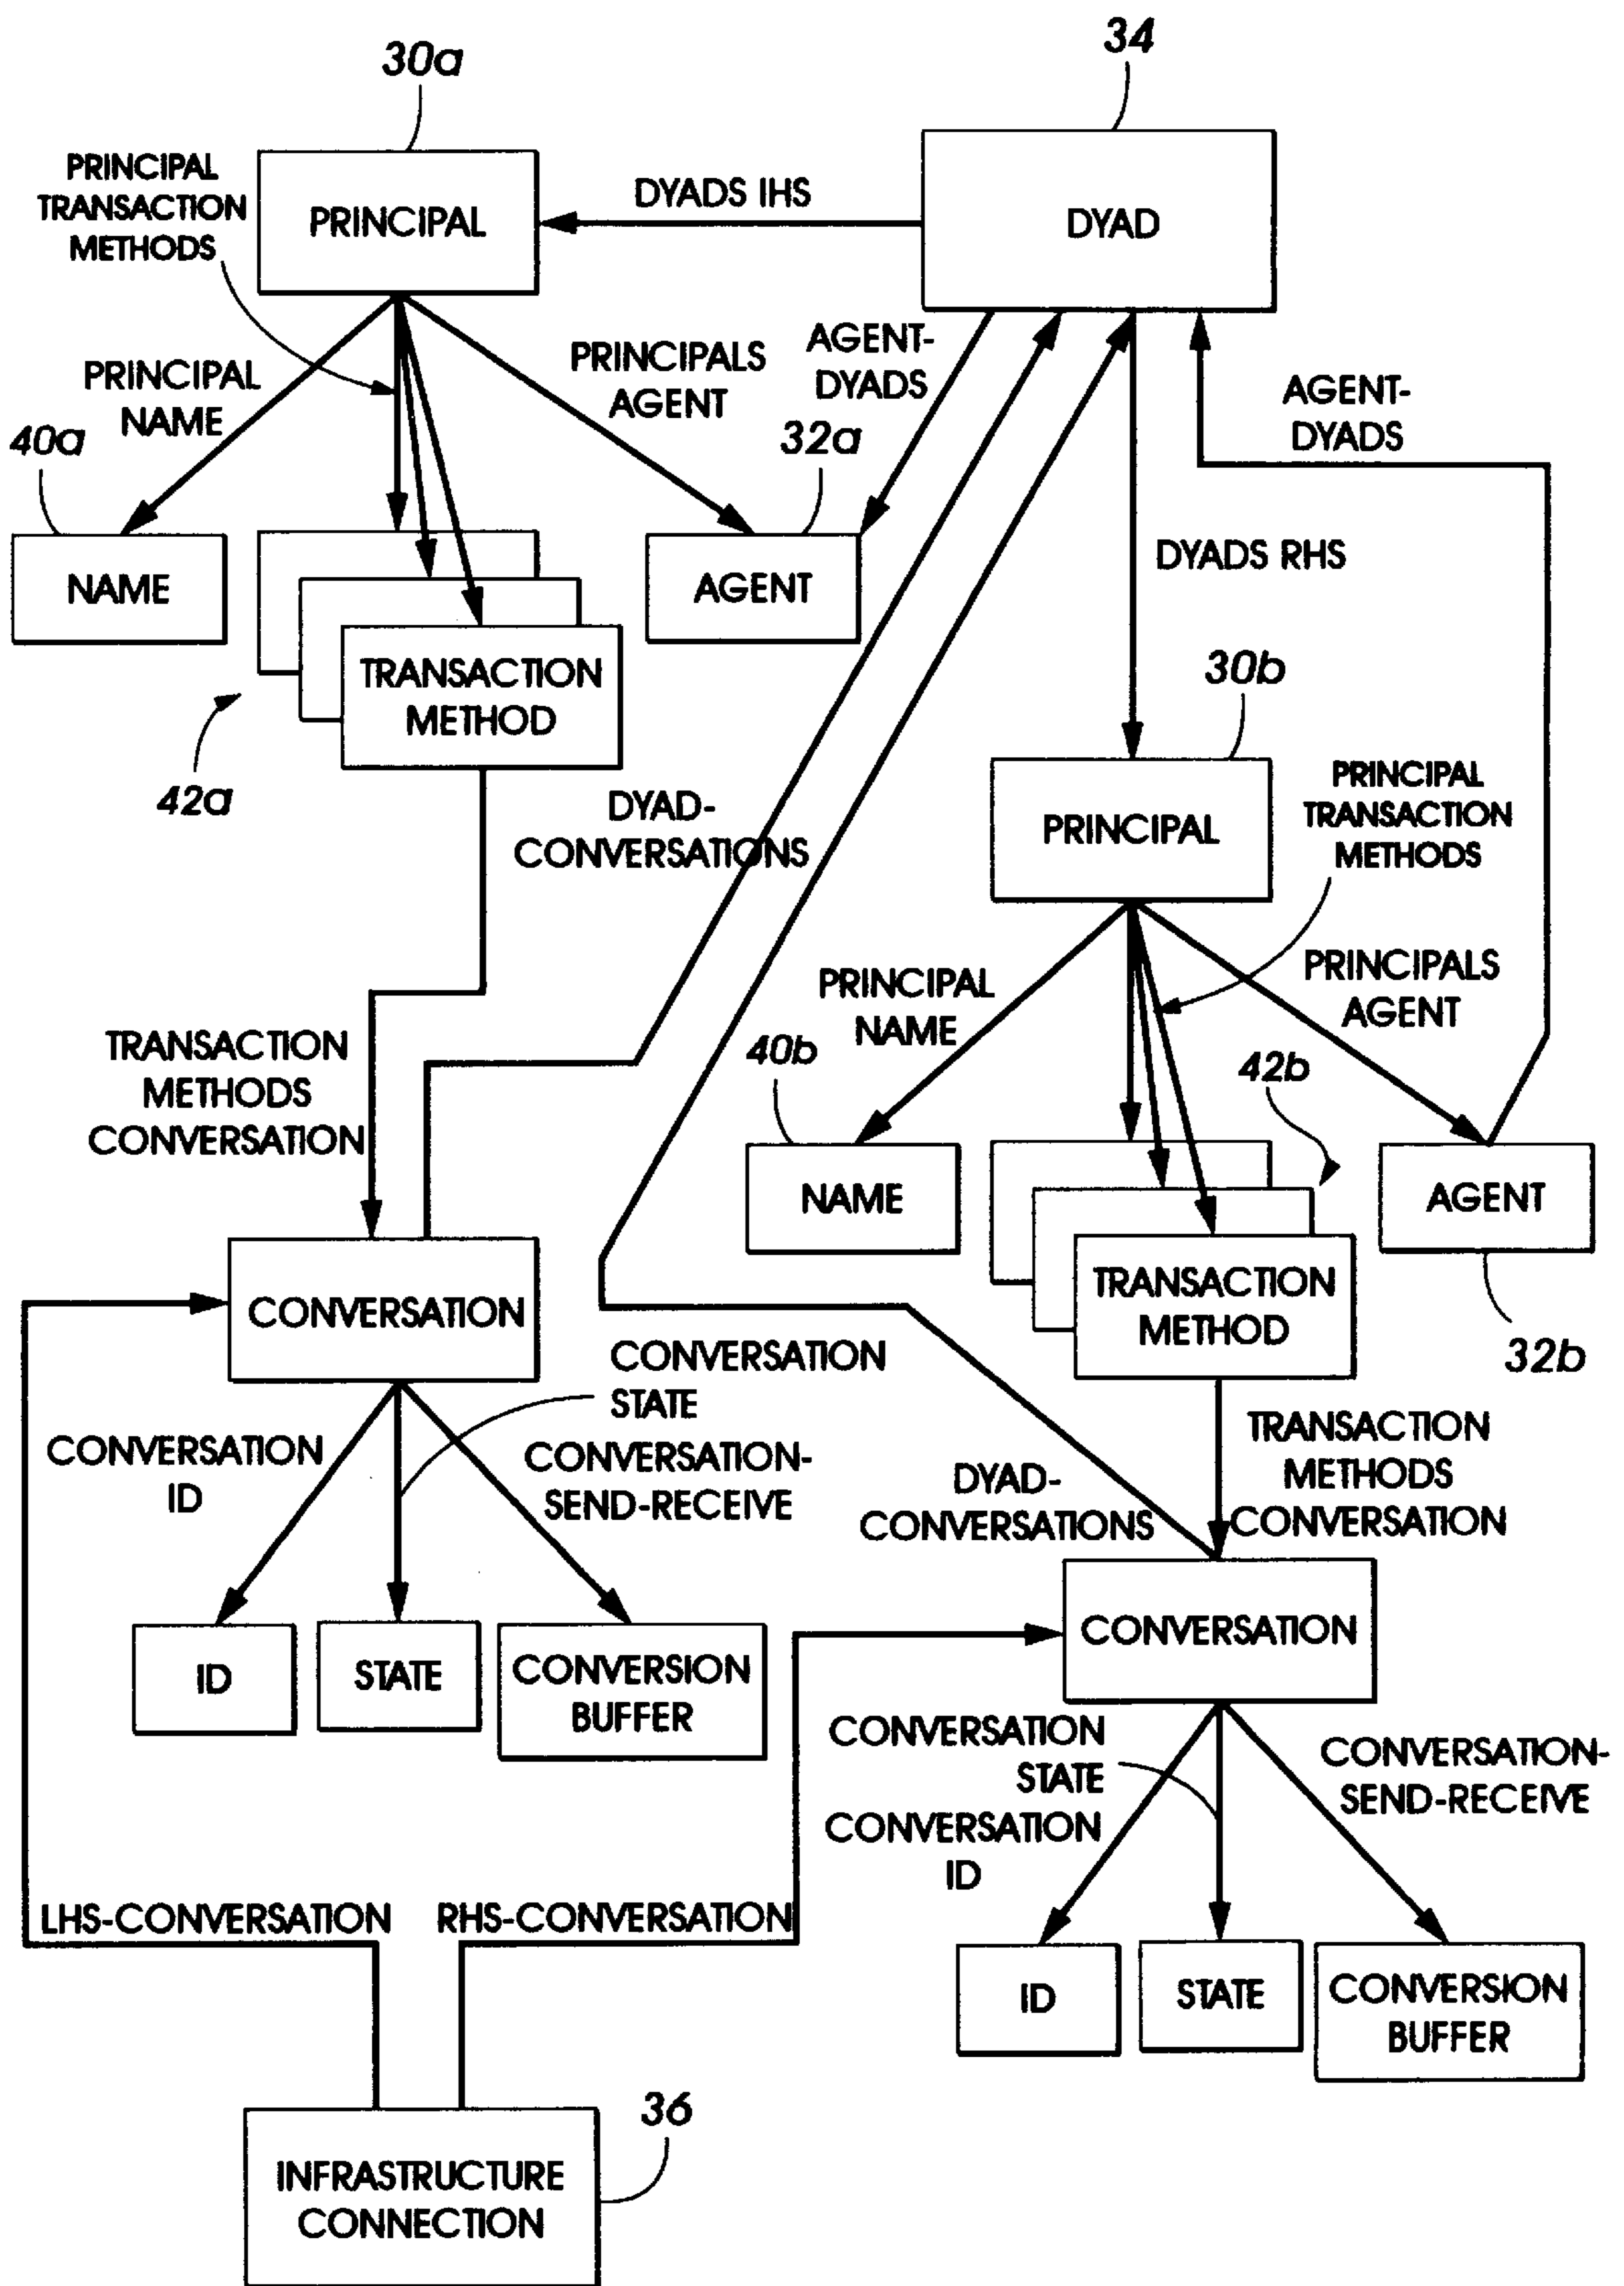 30a
34
PRINCIPAL
TRANSACTION
METHODS
PRINCIPAL
DYADS IHS
DYAD
PRINCIPAL
NAME
PRINCIPALS
AGENT
AGENT-
DYADS
AGENT-
DYADS
40a
32a
NAME
AGENT
DYADS RHS
TRANSACTION
METHOD
42a
30b
DYAD-
CONVERSATIONS
PRINCIPAL
PRINCIPAL
TRANSACTION
METHODS
PRINCIPAL
NAME
PRINCIPALS
AGENT
TRANSACTION
METHODS
CONVERSATION
40b
42b
NAME
AGENT
TRANSACTION
METHOD
32b
CONVERSATION
CONVERSATION
STATE
CONVERSATION
ID
CONVERSATION-
SEND-RECEIVE
DYAD-
CONVERSATIONS
TRANSACTION
METHODS
CONVERSATION
ID
STATE
CONVERSION
BUFFER
CONVERSATION
CONVERSATION
STATE
CONVERSATION
ID
CONVERSATION-
SEND-RECEIVE
LHS-CONVERSATION
RHS-CONVERSATION
ID
STATE
CONVERSION
BUFFER
36
INFRASTRUCTURE
CONNECTION